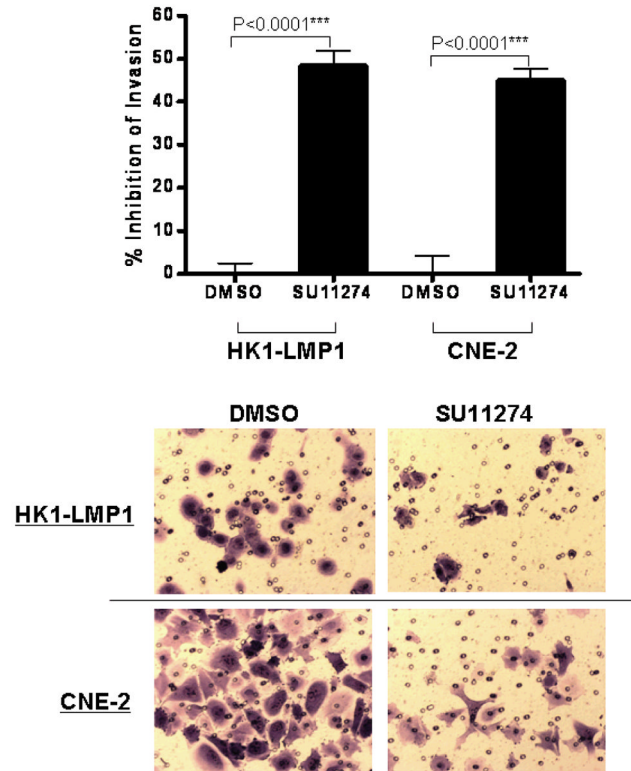 % Inhibition of Invasion
60
50
40
30
20
10
0
P<0.0001***
P<0.0001***
DMSO SU11274 DMSO SU11274
HK1-LMP1 CNE-2
DMSO SU11274
HK1-LMP1
CNE-2